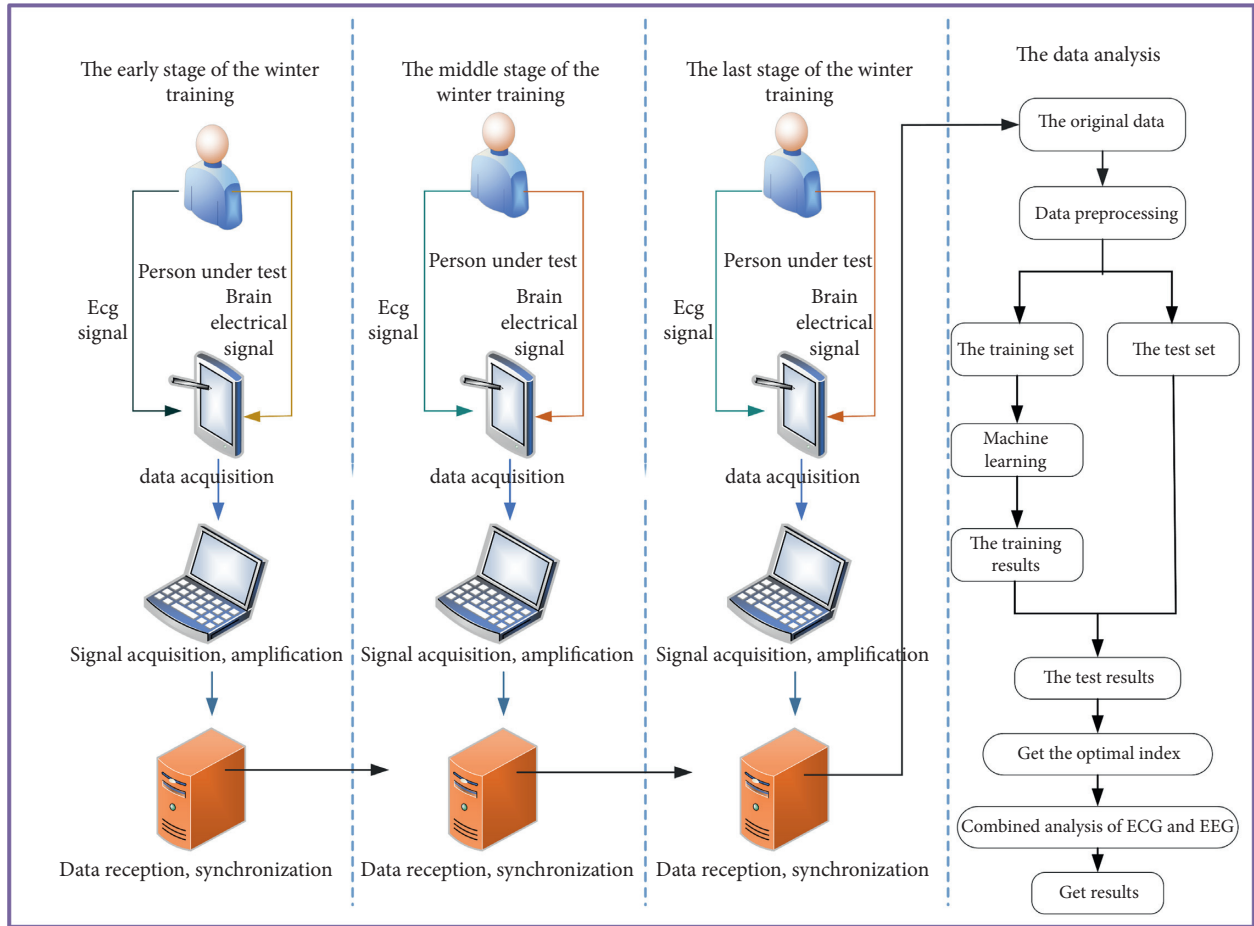 The early stage of the winter
training
Person under test
Ecg
signal
Brain
electrical
signal
data acquisition
Signal acquisition, amplification
Data reception, synchronization
The middle stage of the
winter training
Person under test
Ecg
signal
Brain
electrical
signal
data acquisition
Signal acquisition, amplification
Data reception, synchronization
The last stage of the winter
training
Person under test
Ecg
signal
Brain
electrical
signal
data acquisition
Signal acquisition, amplification
Data reception, synchronization
The data analysis
The original data
Data preprocessing
The training set
The test set
Machine
learning
The training
results
The test results
Get the optimal index
Combined analysis of ECG and EEG
Get results